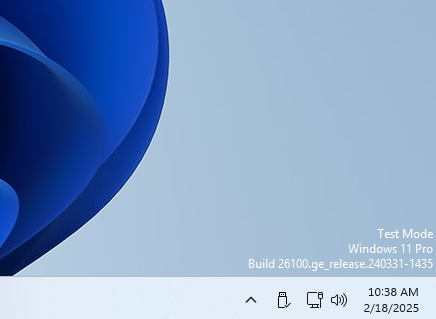 Test Mode
Windows 11 Pro
Build 26100.ge_release.240331-1435
10:38 AM
2/18/2025